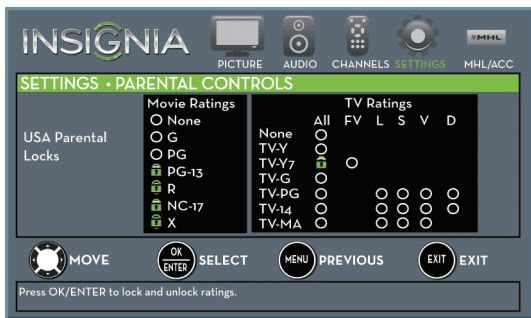 INSIGNIA
PICTURE AUDIO CHANNELS SETTINGS MHL/ACC
MHL
SETTINGS • PARENTAL CONTROLS
USA Parental
Locks
Movie Ratings
None
G
PG
PG-13
R
NC-17
X
TV Ratings
All FV L S V D
None
TV-Y
TV-Y7
TV-G
TV-PG
TV-14
TV-MA
MOVE
OK
ENTER
SELECT
MENU
PREVIOUS
EXIT
EXIT
Press OK/ENTER to lock and unlock ratings.